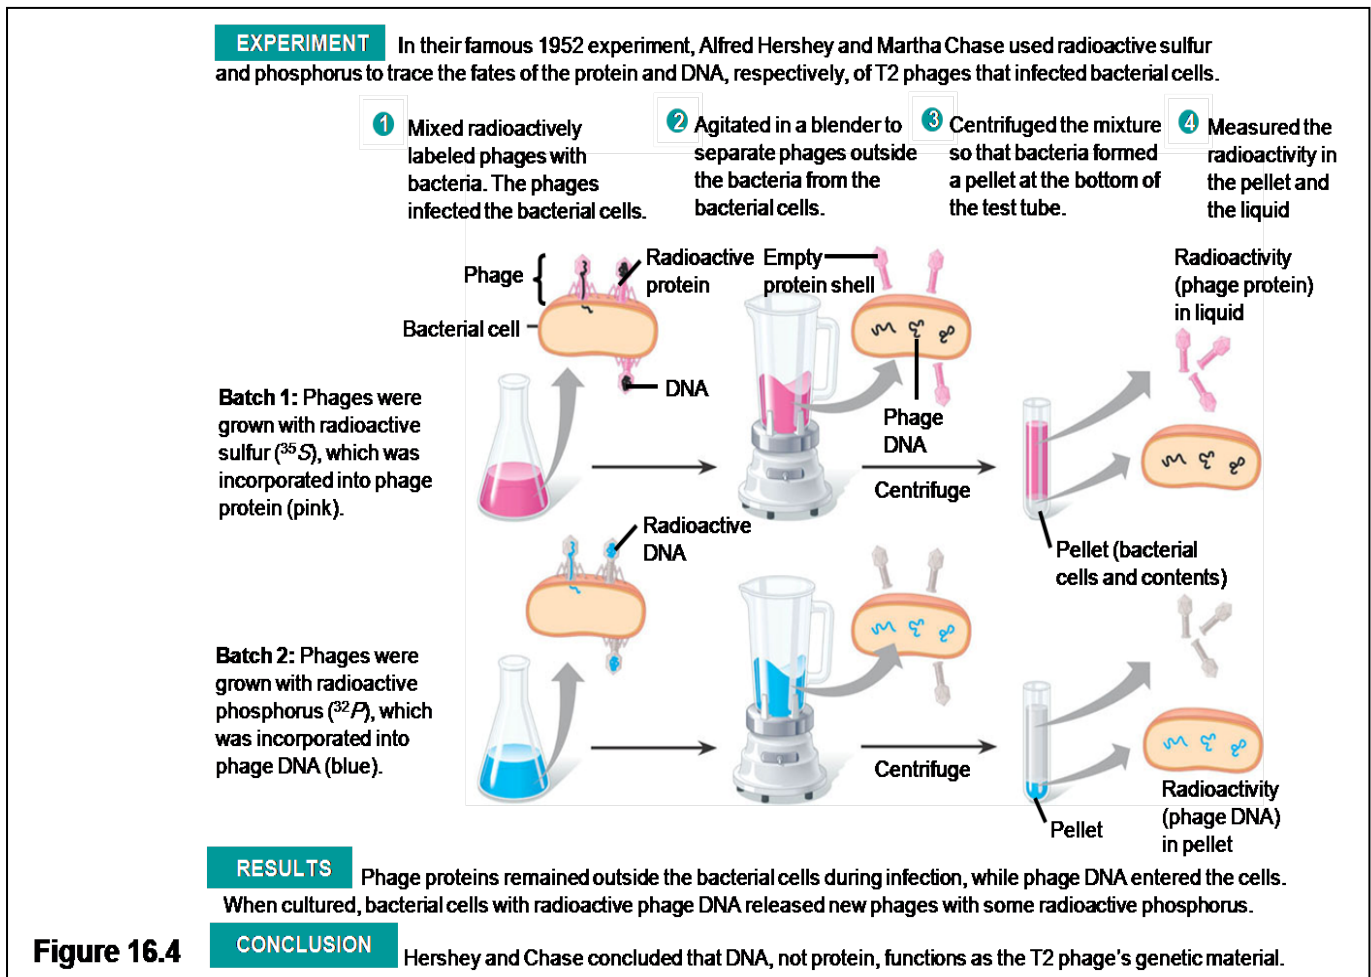 EXPERIMENT In their famous 1952 experiment, Alfred Hershey and Martha Chase used radioactive sulfur
and phosphorus to trace the fates of the protein and DNA, respectively, of T2 phages that infected bacterial cells.
1 Mixed radioactively
labeled phages with
bacteria. The phages
infected the bacterial cells.
2 Agitated in a blender to
separate phages outside
the bacteria from the
bacterial cells.
3 Centrifuged the mixture
so that bacteria formed
a pellet at the bottom of
the test tube.
4 Measured the
radioactivity in
the pellet and
the liquid
Phage
Radioactive
protein
Empty
protein shell
Radioactivity
(phage protein)
in liquid
Bacterial cell
DNA
Phage
DNA
Batch 1: Phages were
grown with radioactive
sulfur (35S), which was
incorporated into phage
protein (pink).
Centrifuge
Pellet (bacterial
cells and contents)
Radioactive
DNA
Batch 2: Phages were
grown with radioactive
phosphorus (32P), which
was incorporated into
phage DNA (blue).
Centrifuge
Pellet
Radioactivity
(phage DNA)
in pellet
RESULTS Phage proteins remained outside the bacterial cells during infection, while phage DNA entered the cells.
When cultured, bacterial cells with radioactive phage DNA released new phages with some radioactive phosphorus.
Figure 16.4
CONCLUSION Hershey and Chase concluded that DNA, not protein, functions as the T2 phage's genetic material.